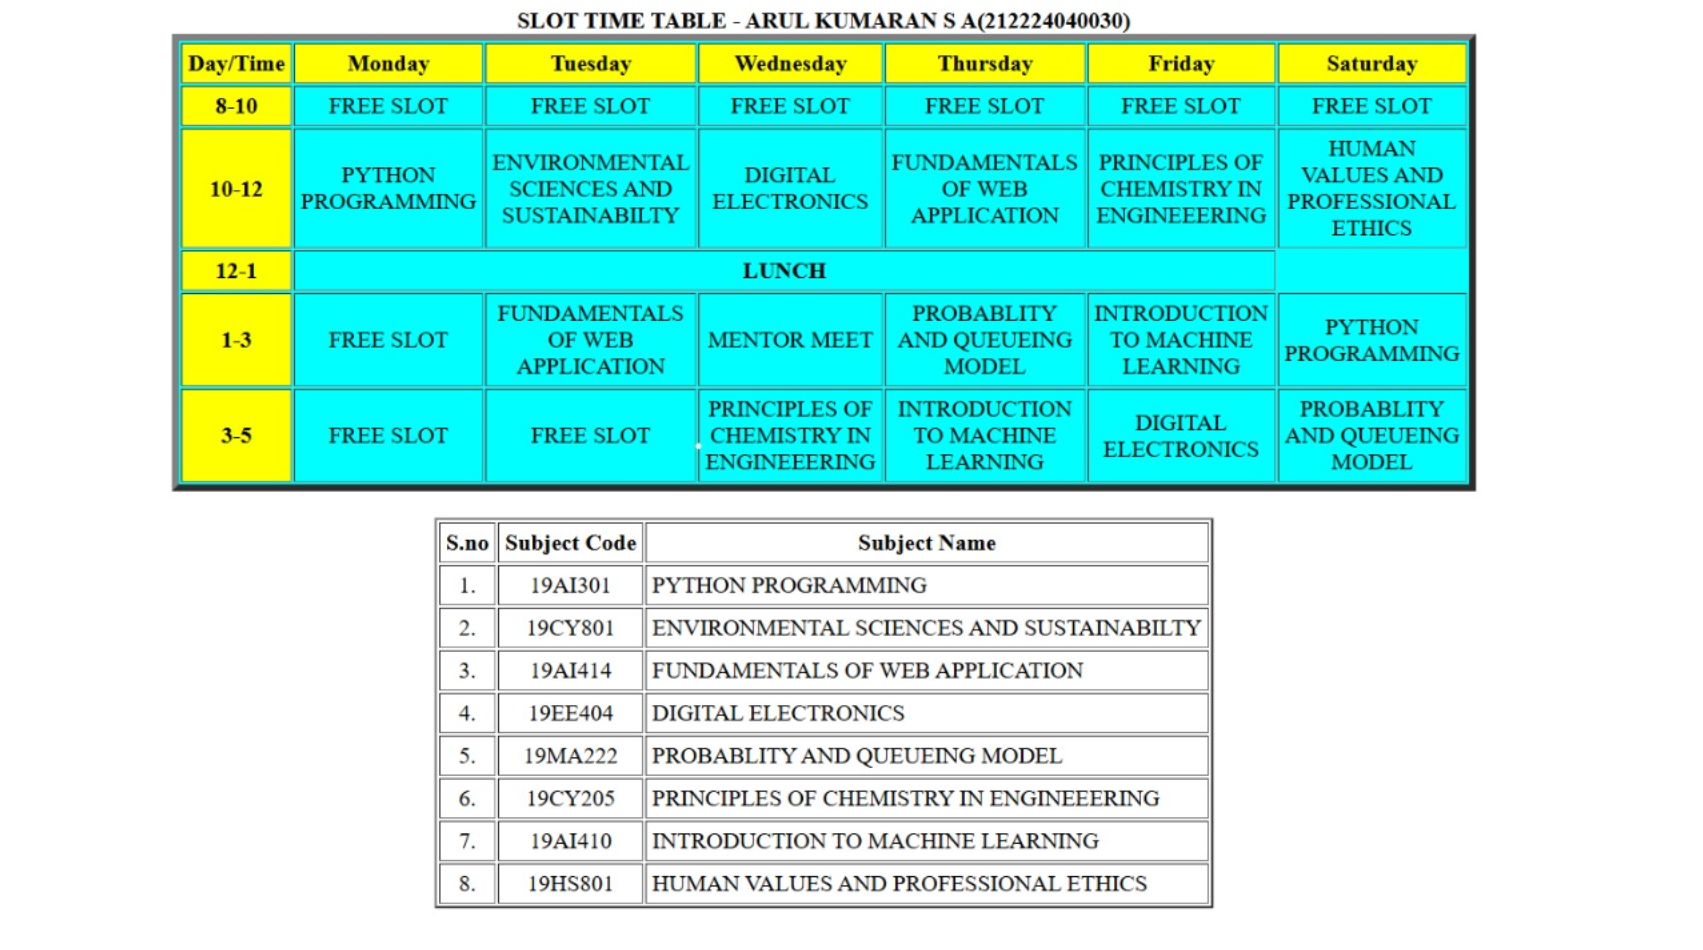 SLOT TIME TABLE - ARUL KUMARAN S A(212224040030)
Day/Time Monday Tuesday Wednesday Thursday Friday Saturday
8-10 FREE SLOT FREE SLOT FREE SLOT FREE SLOT FREE SLOT FREE SLOT
10-12
PYTHON
PROGRAMMING
ENVIRONMENTAL
SCIENCES AND
SUSTAINABILTY
DIGITAL
ELECTRONICS
FUNDAMENTALS
OF WEB
APPLICATION
PRINCIPLES OF
CHEMISTRY IN
ENGINEEERING
HUMAN
VALUES AND
PROFESSIONAL
ETHICS
12-1 LUNCH
1-3
FREE SLOT
FUNDAMENTALS
OF WEB
APPLICATION
MENTOR MEET
PROBABLITY
AND QUEUEING
MODEL
INTRODUCTION
TO MACHINE
LEARNING
PYTHON
PROGRAMMING
3-5
FREE SLOT
FREE SLOT
PRINCIPLES OF
CHEMISTRY IN
ENGINEEERING
INTRODUCTION
TO MACHINE
LEARNING
DIGITAL
ELECTRONICS
PROBABLITY
AND QUEUEING
MODEL
S.no Subject Code Subject Name
1. 19AI301 PYTHON PROGRAMMING
2. 19CY801 ENVIRONMENTAL SCIENCES AND SUSTAINABILTY
3. 19AI414 FUNDAMENTALS OF WEB APPLICATION
4. 19EE404 DIGITAL ELECTRONICS
5. 19MA222 PROBABLITY AND QUEUEING MODEL
6. 19CY205 PRINCIPLES OF CHEMISTRY IN ENGINEEERING
7. 19AI410 INTRODUCTION TO MACHINE LEARNING
8. 19HS801 HUMAN VALUES AND PROFESSIONAL ETHICS